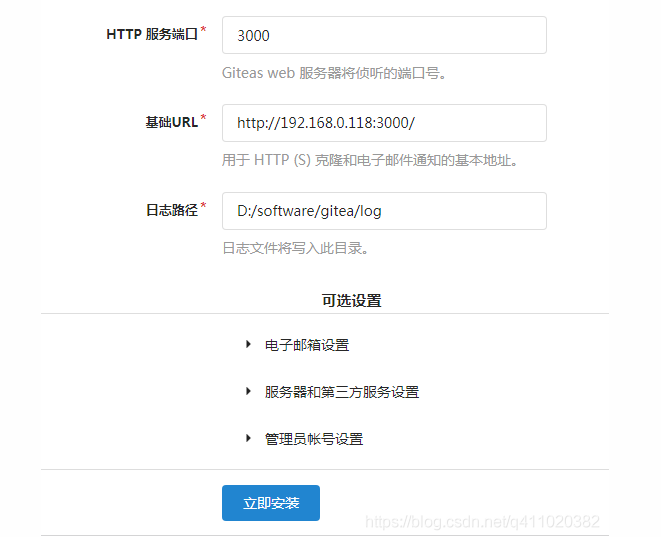 HTTP 服务端口*
3000
Giteas web 服务器将侦听的端口号。
基础URL*
http://192.168.0.118:3000/
用于 HTTP (S) 克隆和电子邮件通知的基本地址。
日志路径*
D:/software/gitea/log
日志文件将写入此目录。
可选设置
电子邮箱设置
服务器和第三方服务设置
管理员帐号设置
立即安装
https://blog.csdn.net/q411020382